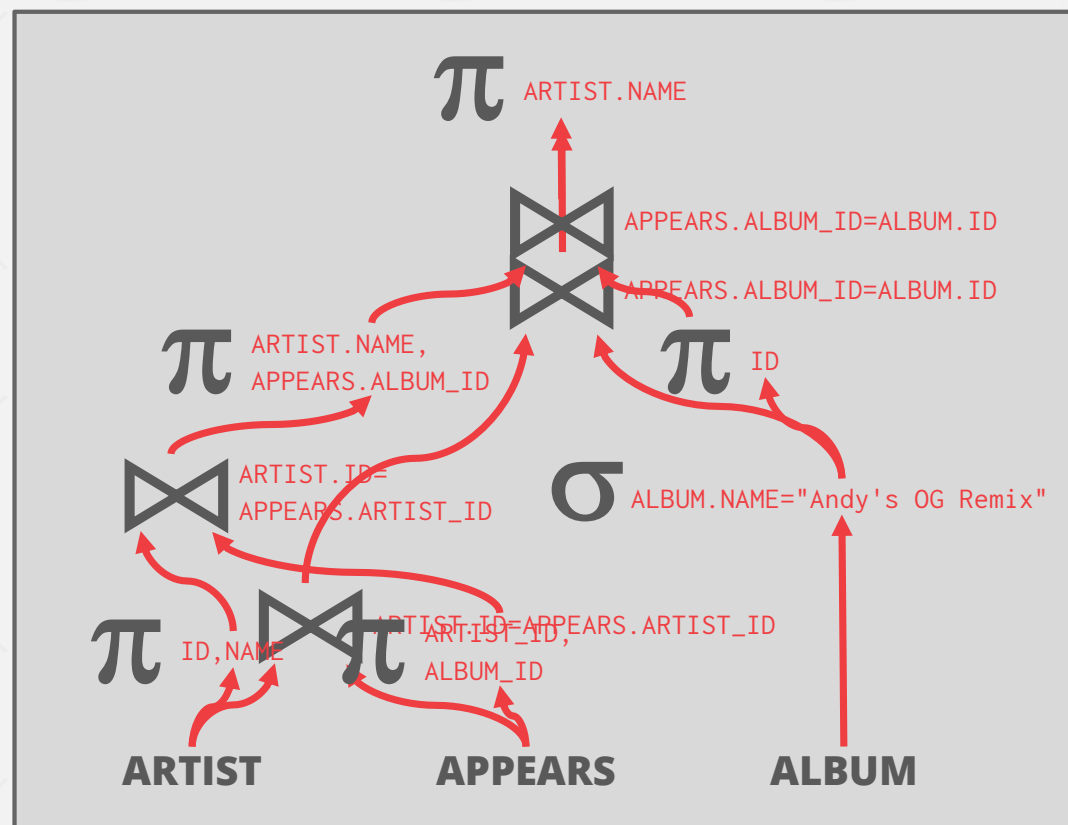 π ARTIST.NAME
APPEARS.ALBUM_ID=ALBUM.ID
APPEARS.ALBUM_ID=ALBUM.ID
π ARTIST.NAME,
APPEARS.ALBUM_ID
π ID
ARTIST.ID=
APPEARS.ARTIST_ID
σ ALBUM.NAME="Andy's OG Remix"
ARTIST.ID=APPEARS.ARTIST_ID
π ID,NAME
π ARTIST_ID,
ALBUM_ID
ARTIST
APPEARS
ALBUM